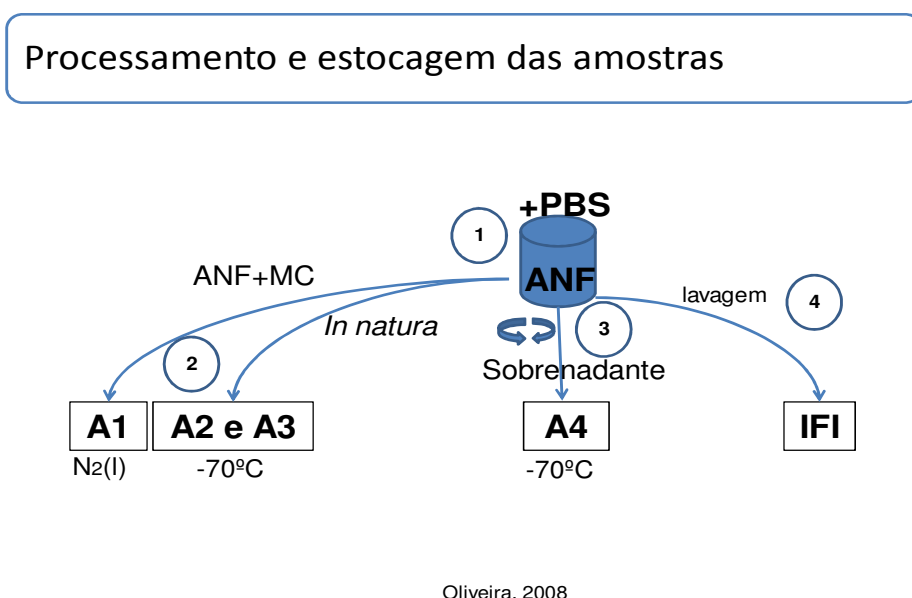 Processamento e estocagem das amostras
+PBS
1
ANF
ANF+MC
lavagem
4
In natura
3
2
Sobrenadante
A1
A2 e A3
A4
IFI
N2(l)
-70ºC
-70ºC
Oliveira, 2008